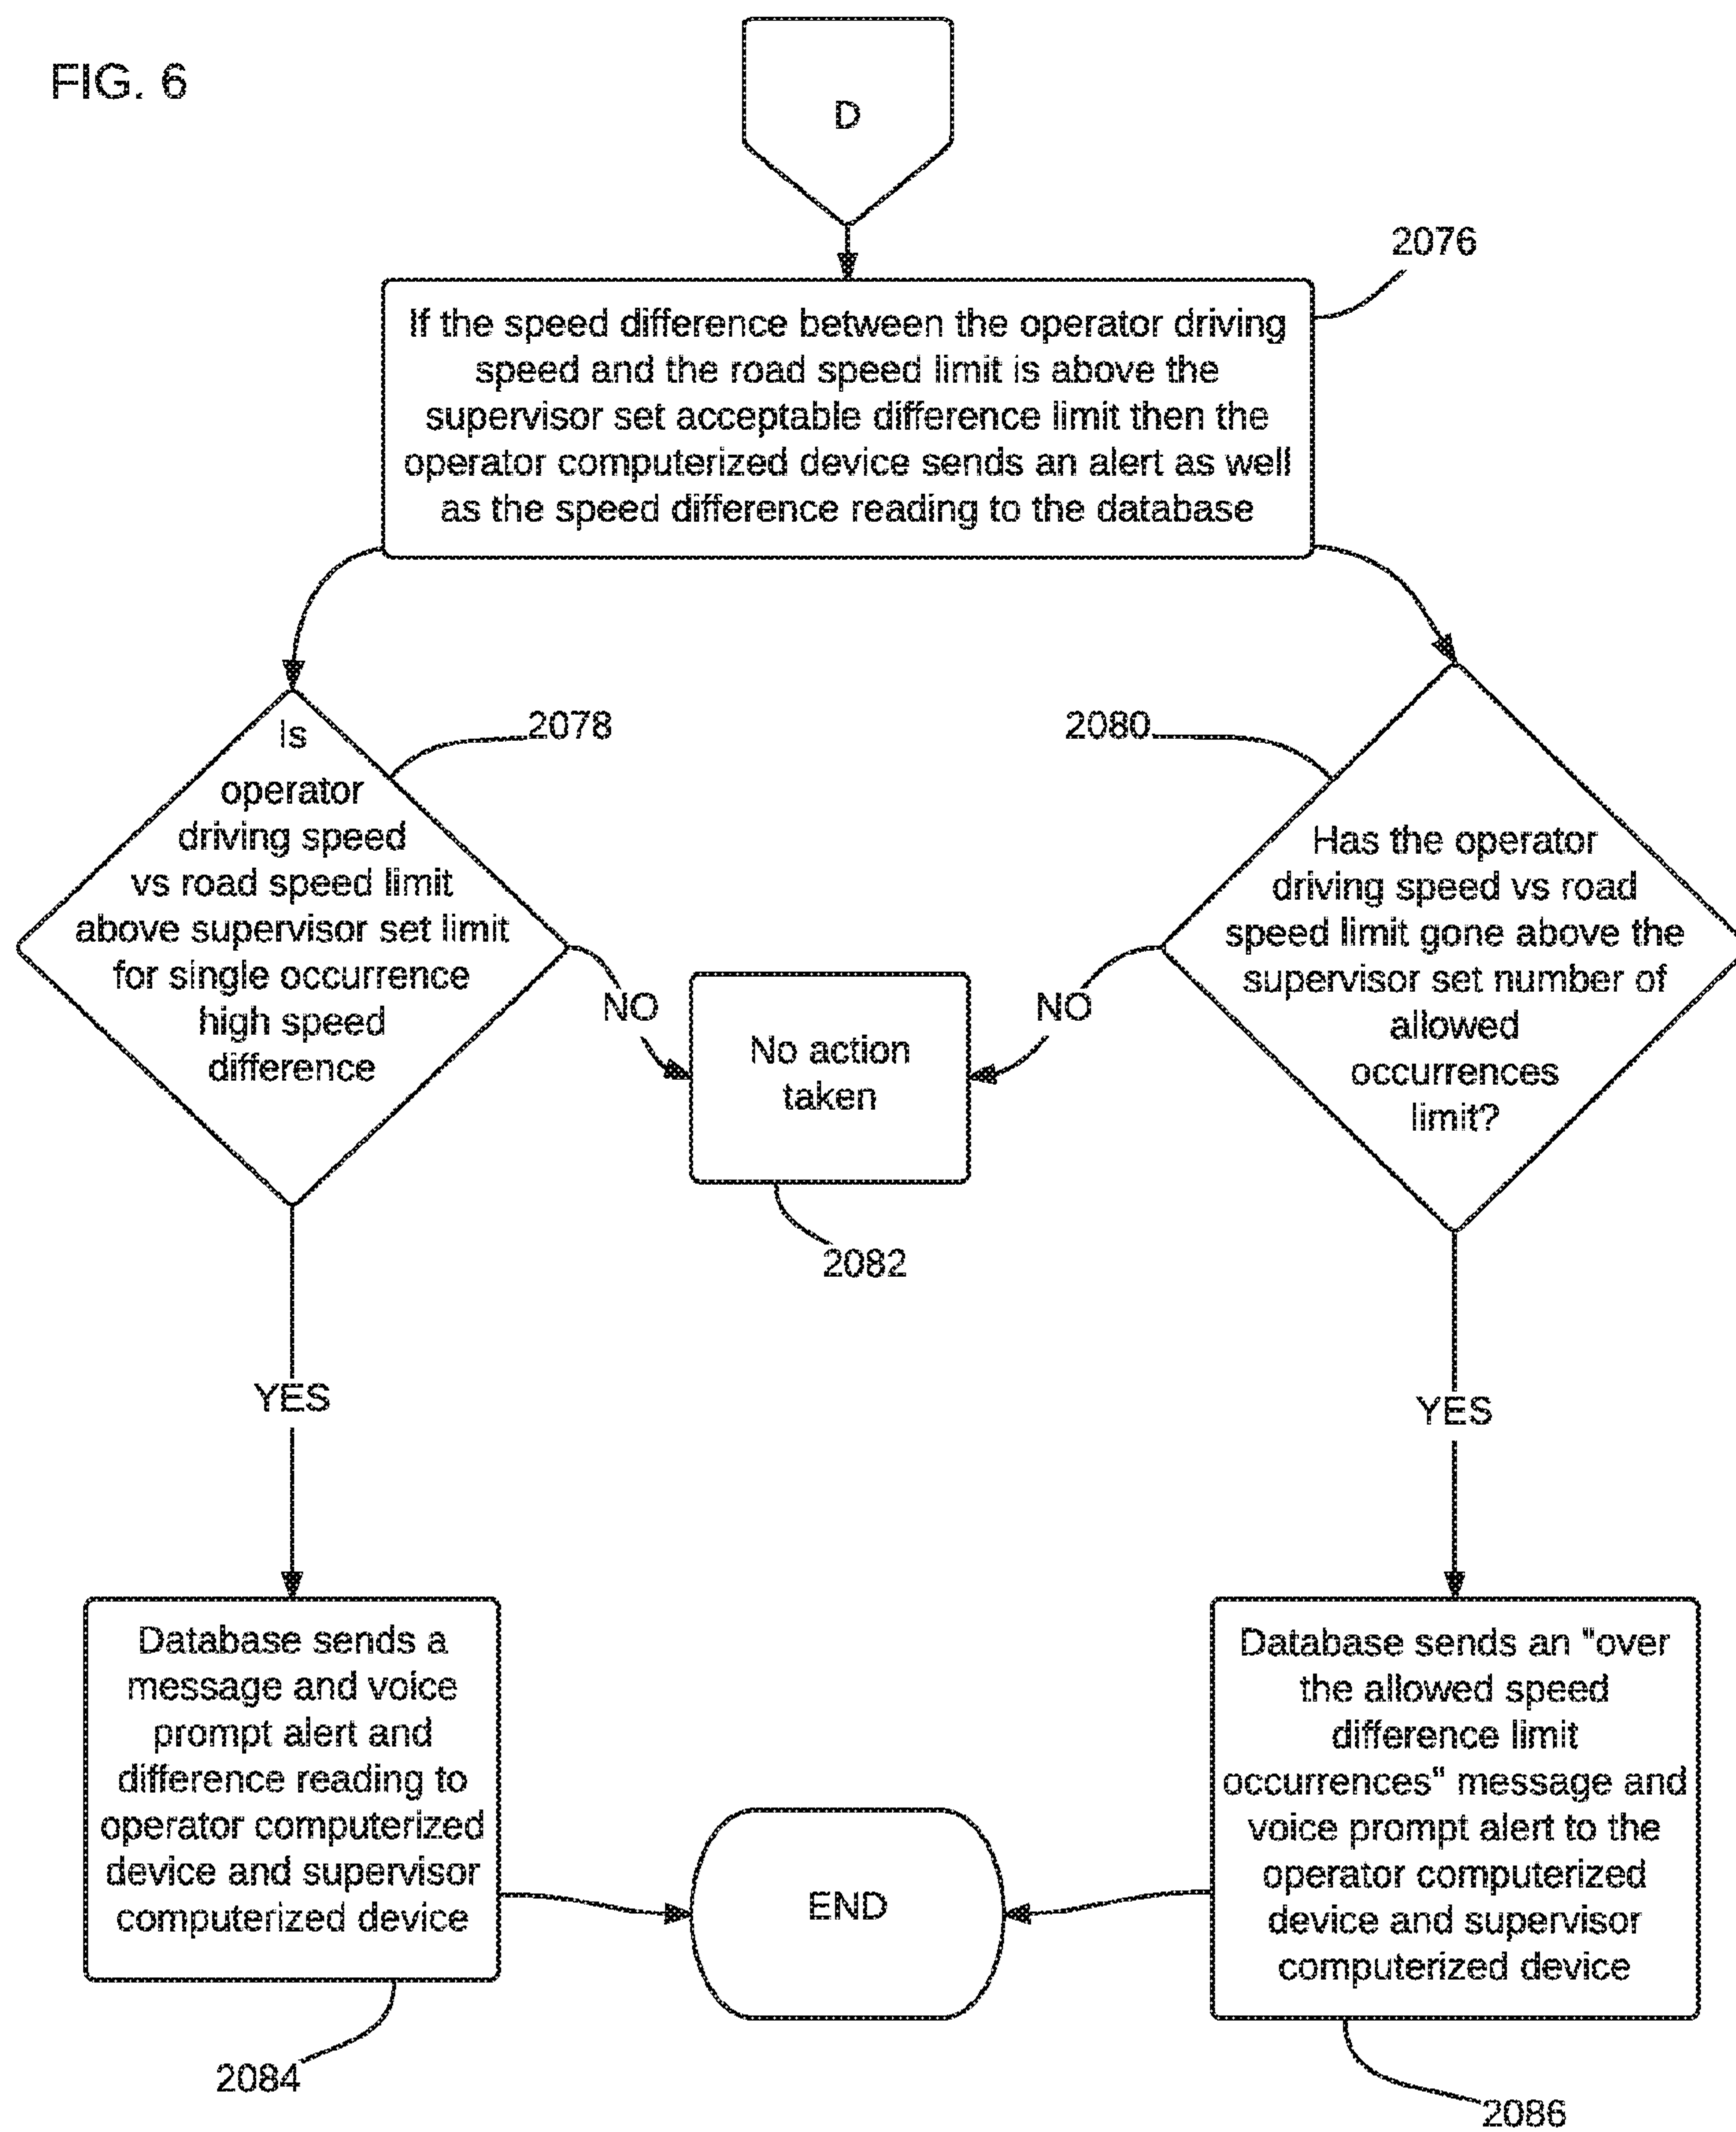 FIG. 6
D
2076
If the speed difference between the operator driving
speed and the road speed limit is above the
supervisor set acceptable difference limit then the
operator computerized device sends an alert as well
as the speed difference reading to the database
2078
Is
operator
driving speed
vs road speed limit
above supervisor set limit
for single occurrence
high speed
difference
2080
Has the operator
driving speed vs road
speed limit gone above the
supervisor set number of
allowed
occurrences
limit?
NO
NO
No action
taken
2082
YES
YES
Database sends a
message and voice
prompt alert and
difference reading to
operator computerized
device and supervisor
computerized device
2084
END
Database sends an "over
the allowed speed
difference limit
occurrences" message and
voice prompt alert to the
operator computerized
device and supervisor
computerized device
2086